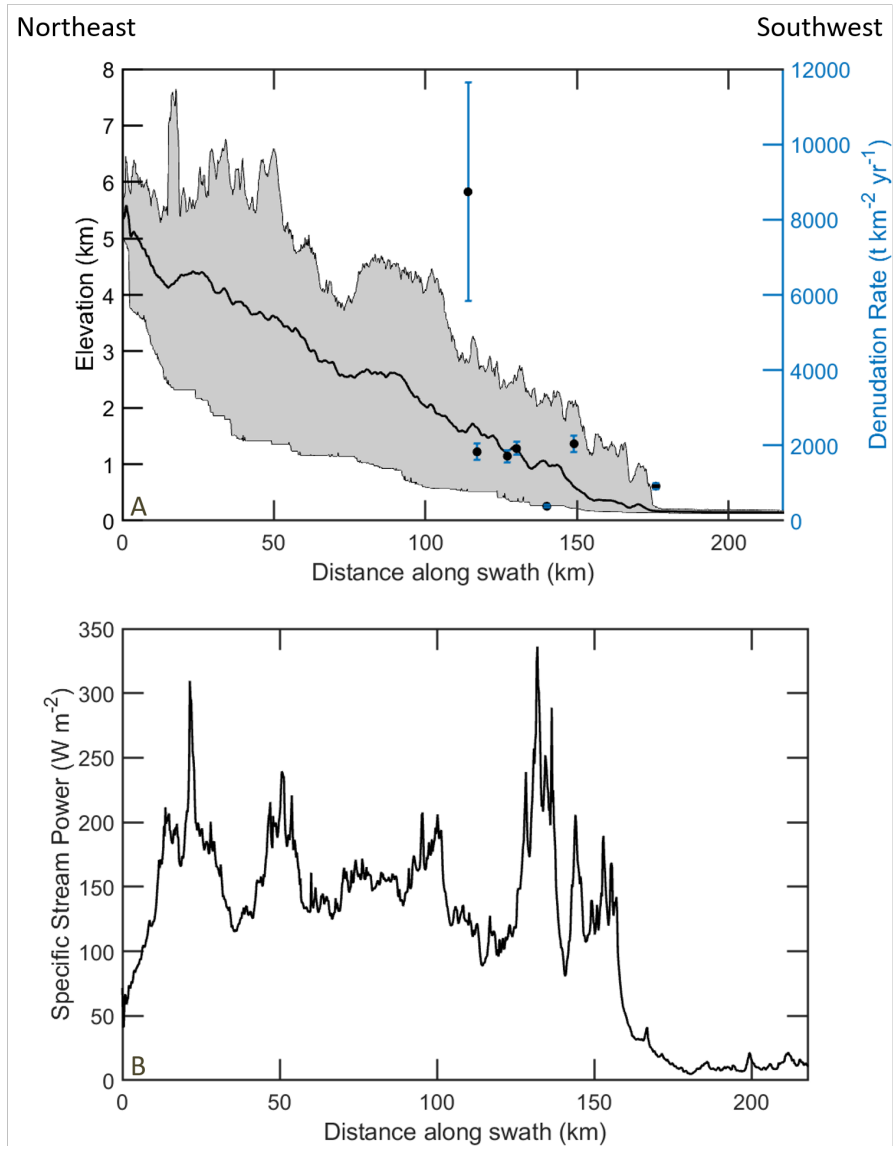 Northeast Southwest
8 12000
7
10000
6
8000
5
6000
4
3
4000
2
2000
1
0 0
Elevation (km)
Denudation Rate (t km-2 yr-1)
A
0 50 100 150 200
Distance along swath (km)
350
300
250
200
150
100
50
0
Specific Stream Power (W m-2)
B
0 50 100 150 200
Distance along swath (km)